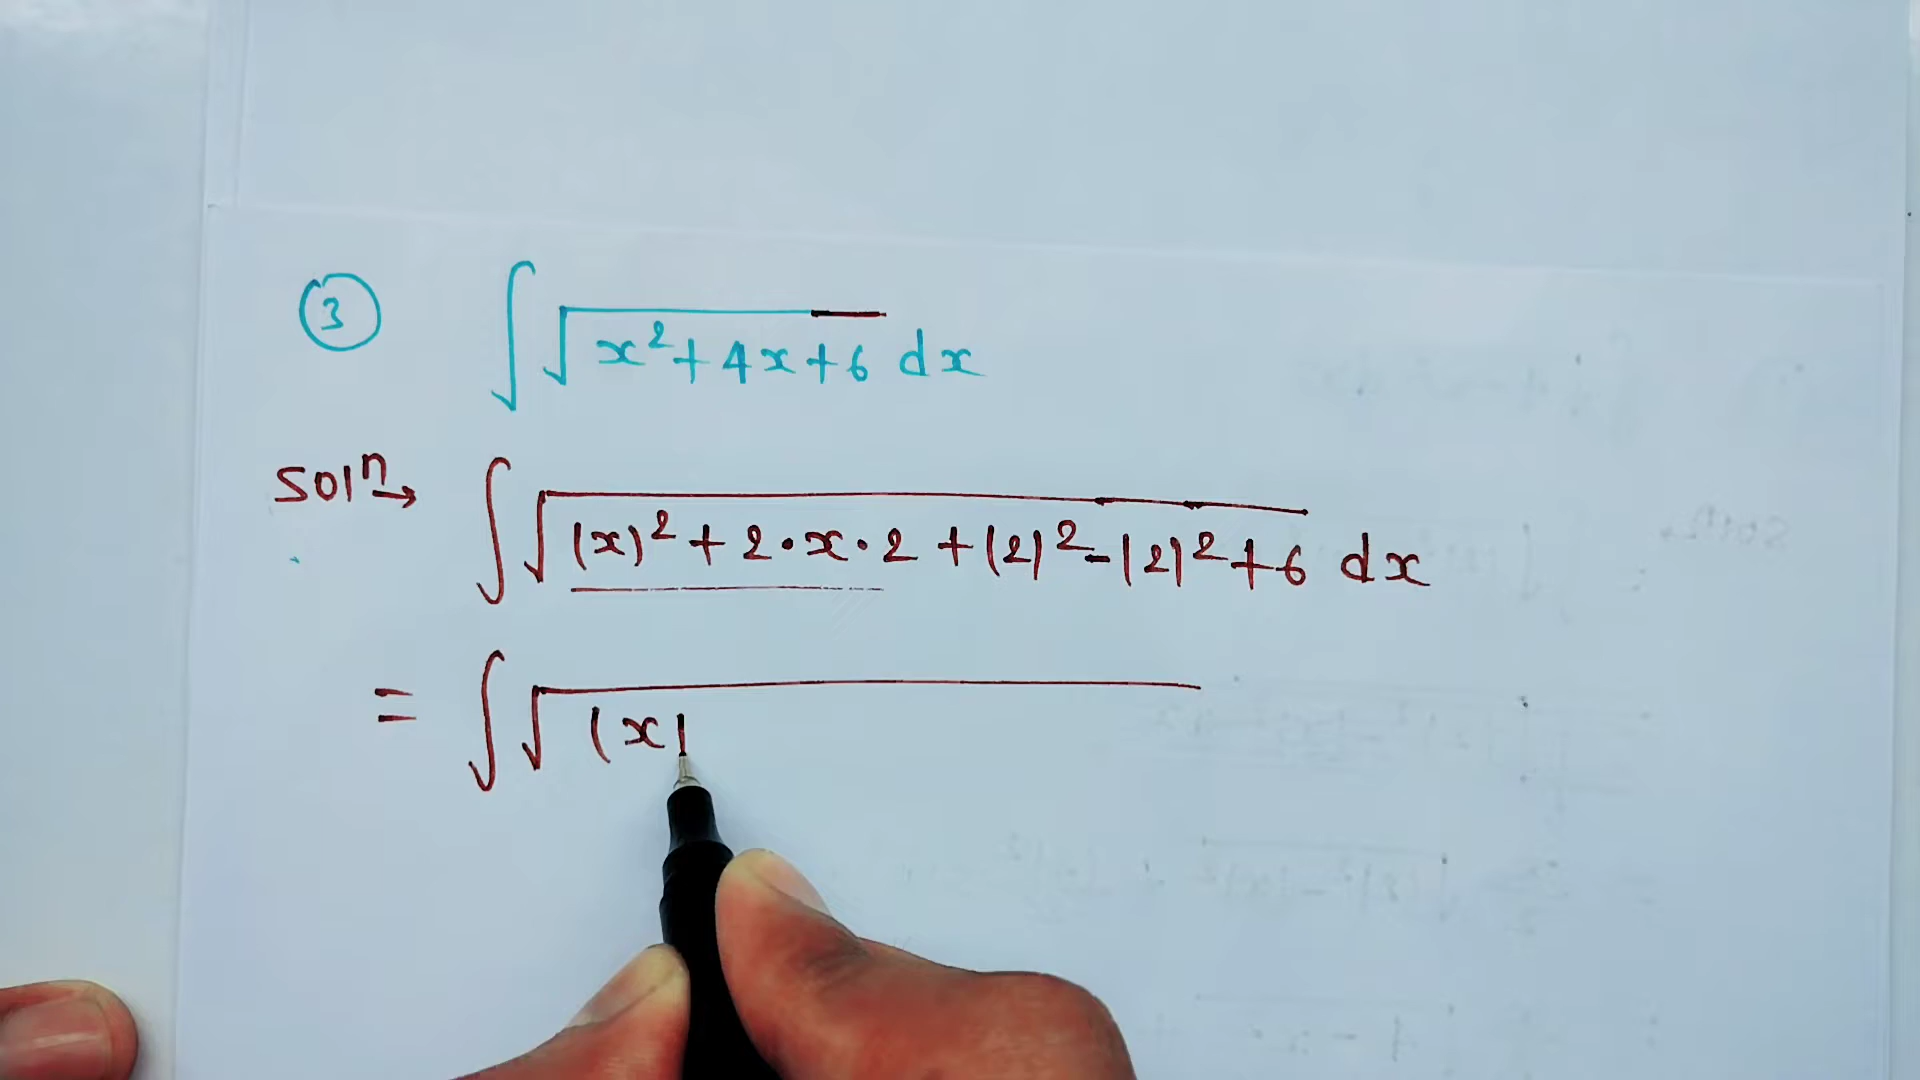 ③ ∫√(x²+4x+6) dx
Solⁿ→ ∫√((x)²+2·x·2+(2)²-(2)²+6) dx
= ∫√ (x)